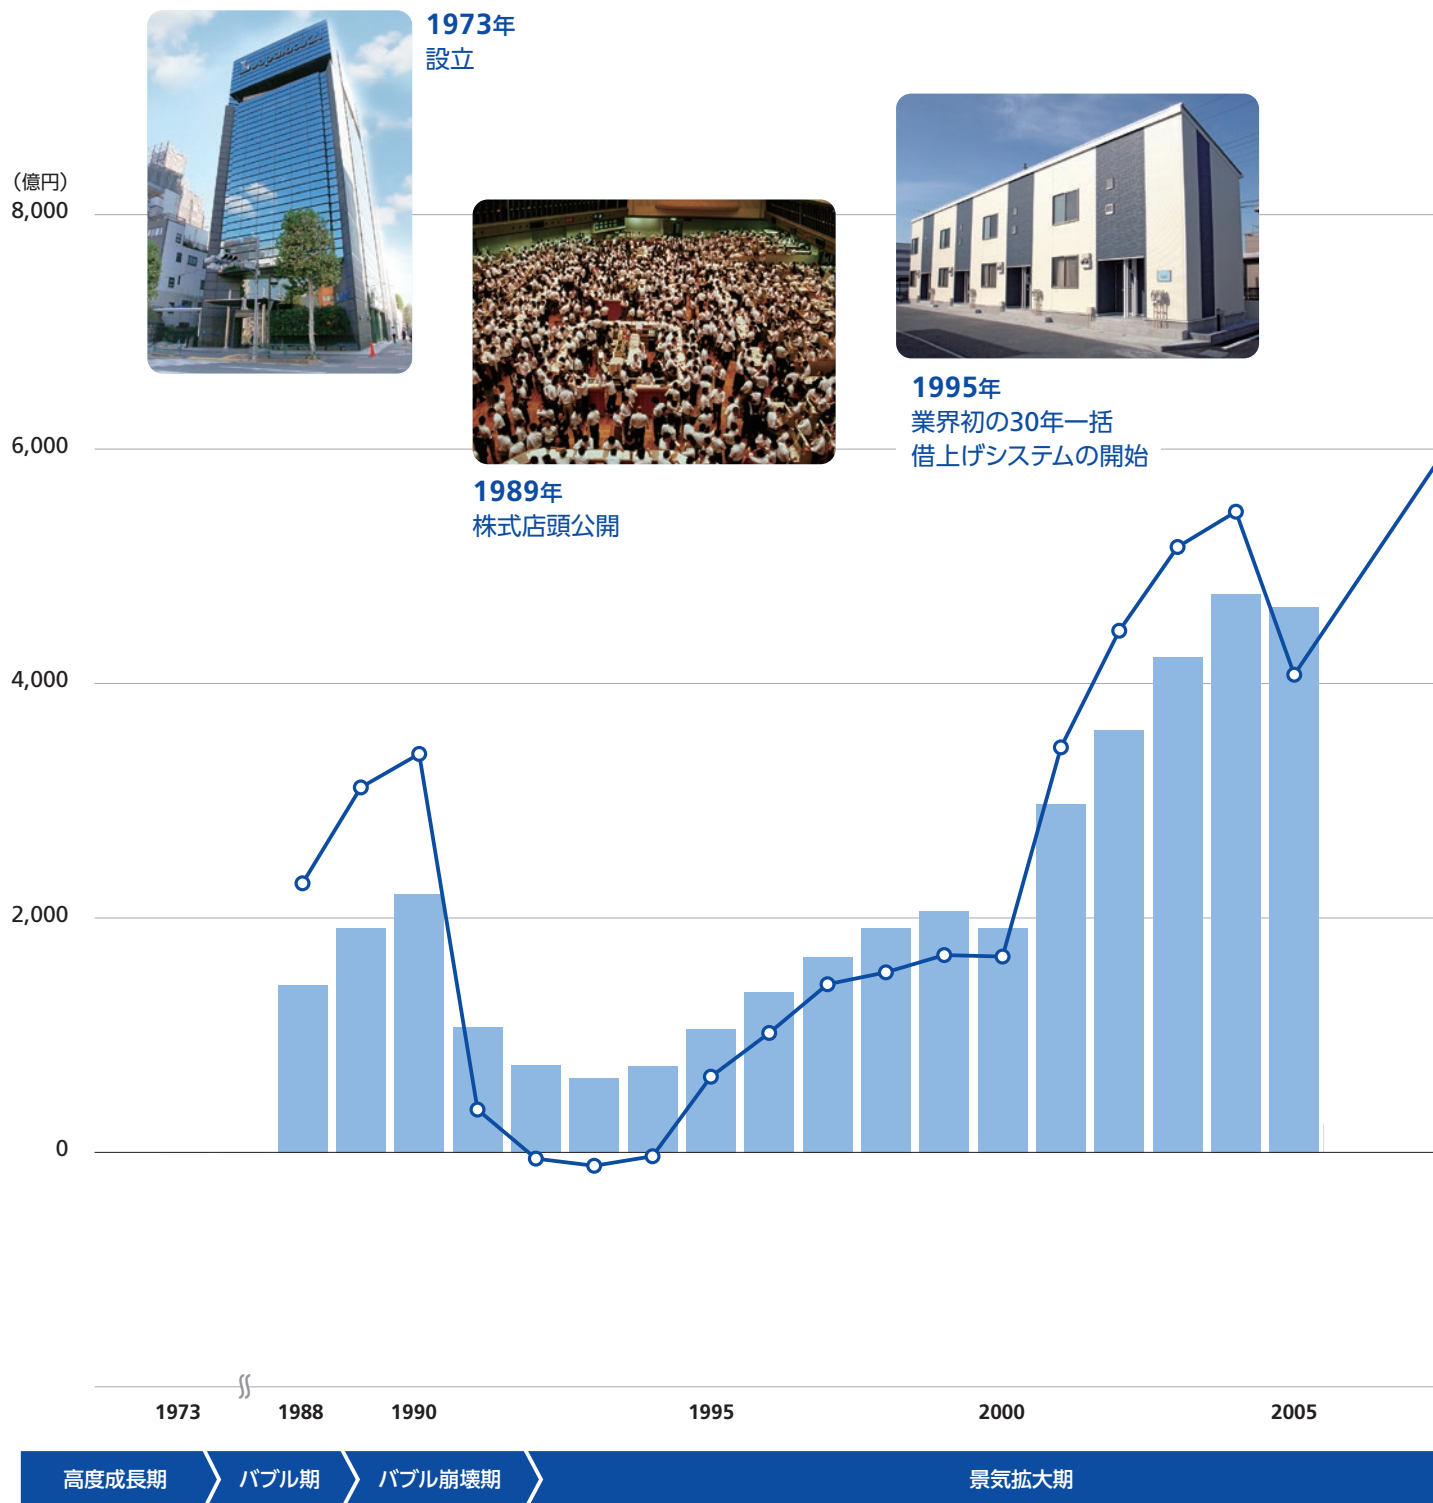 1973年
設立
(億円)
8,000
6,000
4,000
2,000
0
1989年
株式店頭公開
1995年
業界初の30年一括
借上げシステムの開始
1973
1988
1990
1995
2000
2005
高度成長期
バブル期
バブル崩壊期
景気拡大期